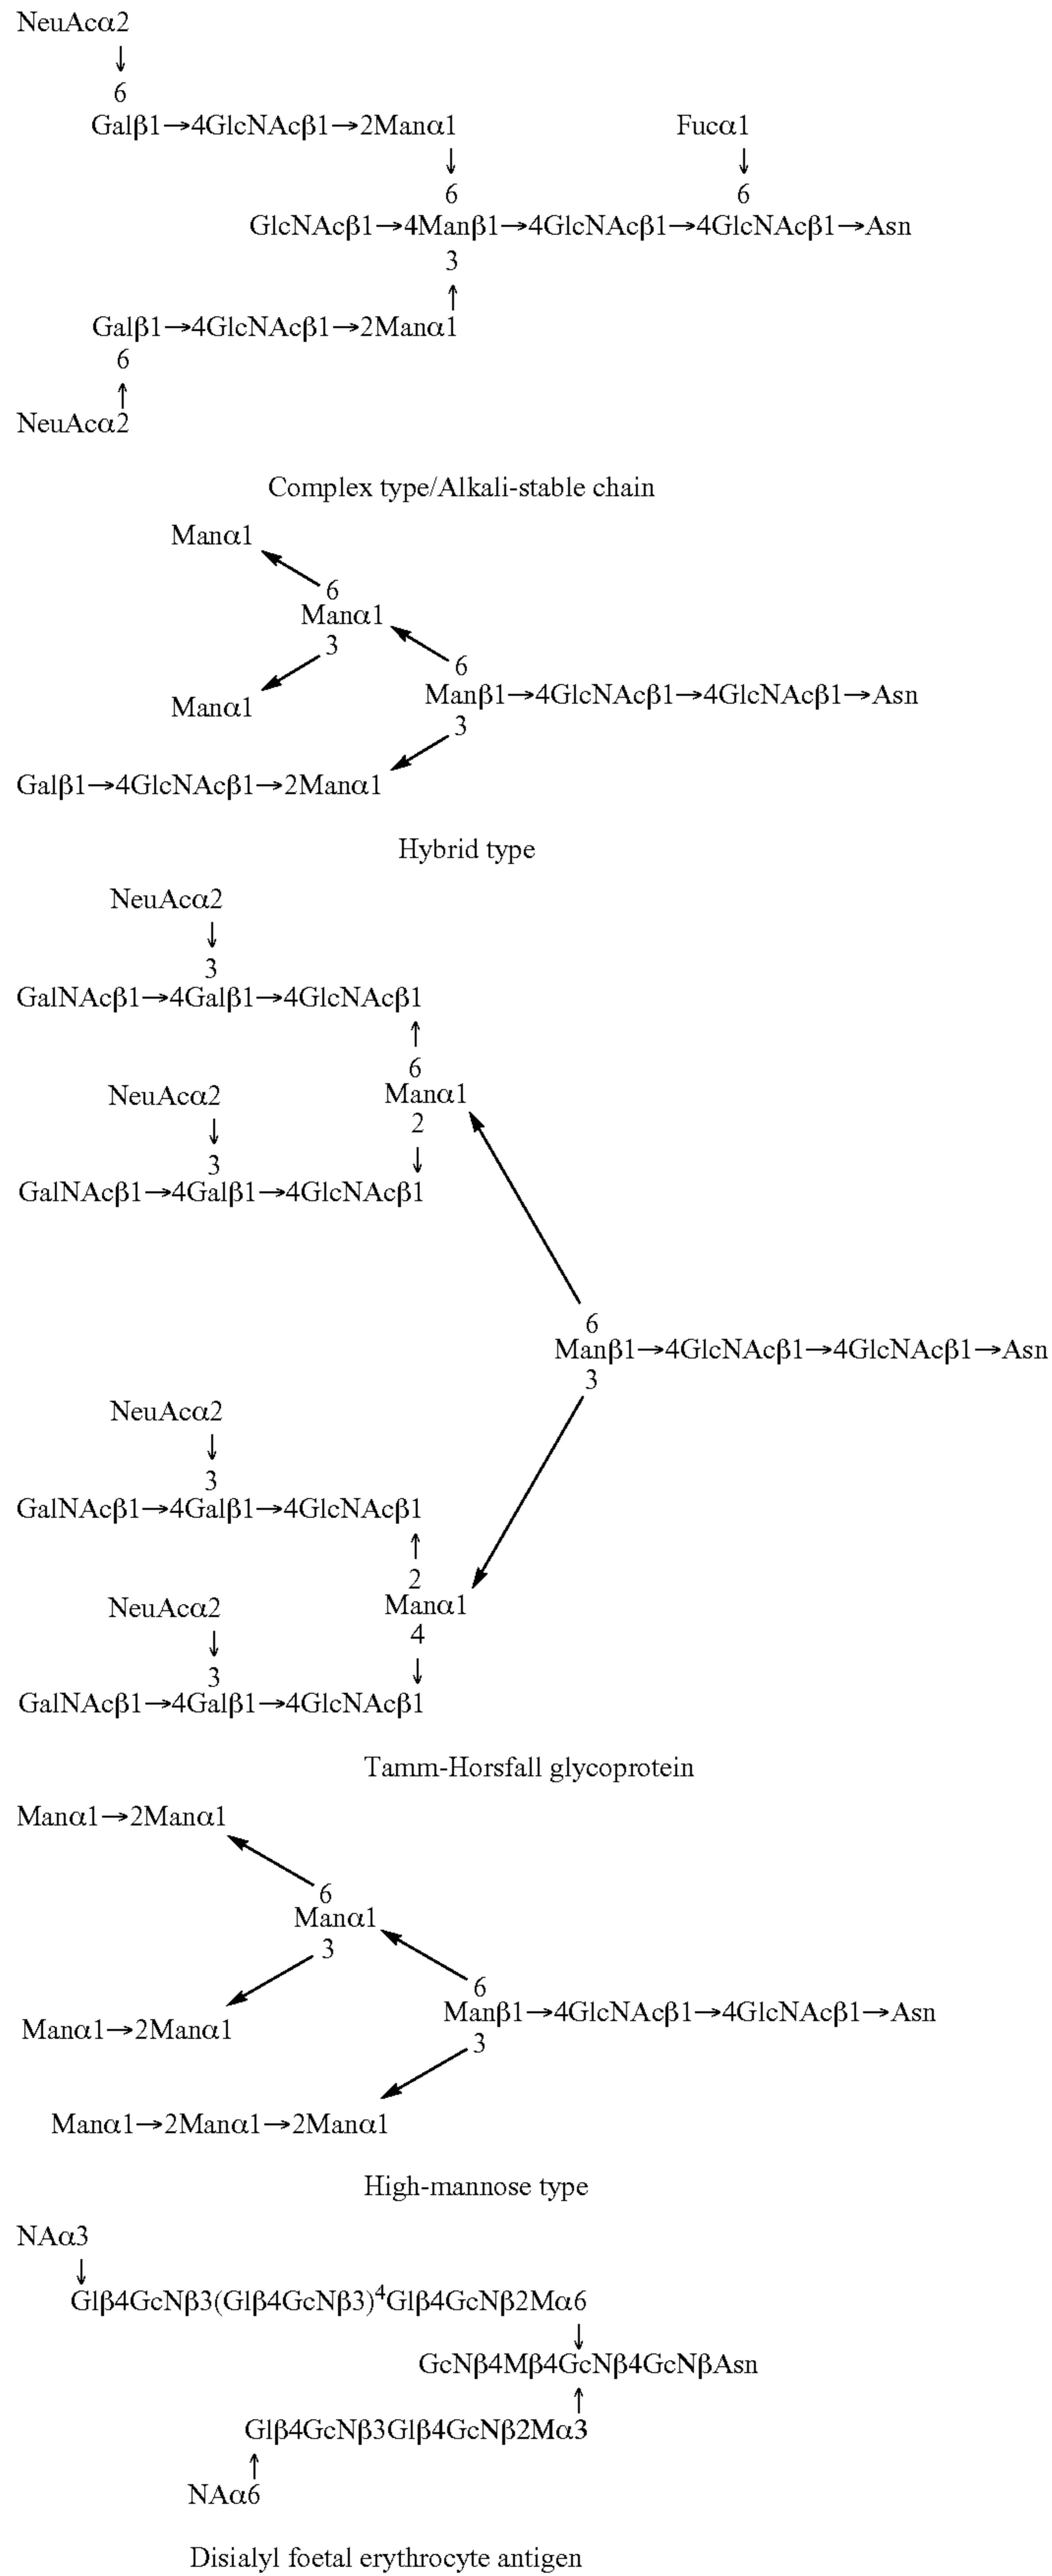 NeuAcα2
↓
6
Galβ1→4GlcNAcβ1→2Manα1 Fucα1
↓ ↓
6 6
GlcNAcβ1→4Manβ1→4GlcNAcβ1→4GlcNAcβ1→Asn
3
↑
Galβ1→4GlcNAcβ1→2Manα1
6
↑
NeuAcα2
Complex type/Alkali-stable chain
Manα1
6
Manα1
3
6
Manα1
Manβ1→4GlcNAcβ1→4GlcNAcβ1→Asn
3
Galβ1→4GlcNAcβ1→2Manα1
Hybrid type
NeuAcα2
↓
3
GalNAcβ1→4Galβ1→4GlcNAcβ1
↑
6
NeuAcα2 Manα1
2
↓ ↓
3
GalNAcβ1→4Galβ1→4GlcNAcβ1
6
Manβ1→4GlcNAcβ1→4GlcNAcβ1→Asn
3
NeuAcα2
↓
3
GalNAcβ1→4Galβ1→4GlcNAcβ1
↑
2
NeuAcα2 Manα1
4
↓ ↓
3
GalNAcβ1→4Galβ1→4GlcNAcβ1
Tamm-Horsfall glycoprotein
Manα1→2Manα1
6
Manα1
3
6
Manβ1→4GlcNAcβ1→4GlcNAcβ1→Asn
Manα1→2Manα1
3
Manα1→2Manα1→2Manα1
High-mannose type
NAα3
↓
Glβ4GcNβ3(Glβ4GcNβ3)⁴Glβ4GcNβ2Mα6
↓
GcNβ4Mβ4GcNβ4GcNβAsn
↑
Glβ4GcNβ3Glβ4GcNβ2Mα3
↑
NAα6
Disialyl foetal erythrocyte antigen